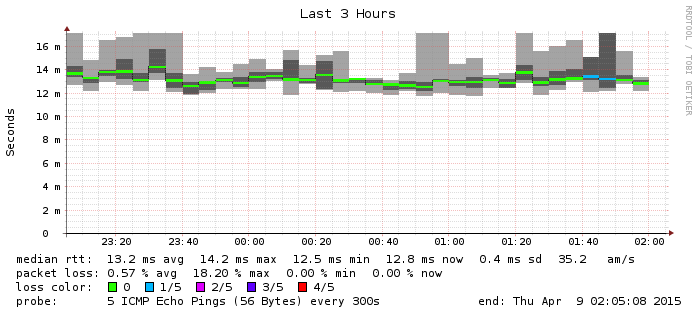 Last 3 Hours
RRDTOOL / TOBI OETIKER
Seconds
16 m
14 m
12 m
10 m
8 m
6 m
4 m
2 m
0
23:20 23:40 00:00 00:20 00:40 01:00 01:20 01:40 02:00
median rtt: 13.2 ms avg 14.2 ms max 12.5 ms min 12.8 ms now 0.4 ms sd 35.2 am/s
packet loss: 0.57 % avg 18.20 % max 0.00 % min 0.00 % now
loss color: 0 1/5 2/5 3/5 4/5
probe: 5 ICMP Echo Pings (56 Bytes) every 300s end: Thu Apr 9 02:05:08 2015